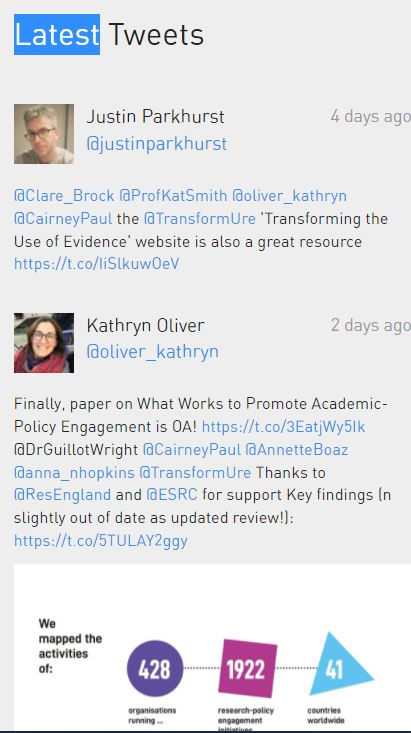 Latest Tweets
Justin Parkhurst
4 days ago
@justinparkhurst
@Clare_Brock @ProfKatSmith @oliver_kathryn
@CairneyPaul the @TransformUre 'Transforming the
Use of Evidence' website is also a great resource
https://t.co/IiSlkuwOeV
Kathryn Oliver
2 days ago
@oliver_kathryn
Finally, paper on What Works to Promote Academic-
Policy Engagement is OA! https://t.co/3EatjWy5Ik
@DrGuillotWright @CairneyPaul @AnnetteBoaz
@anna_nhopkins @TransformUre Thanks to
@ResEngland and @ESRC for support Key findings (n
slightly out of date as updated review!):
https://t.co/5TULAY2ggy
We
mapped the
activities
of:
428
organisations
running ...
1922
research-policy
engagement
initiatives
41
countries
worldwide